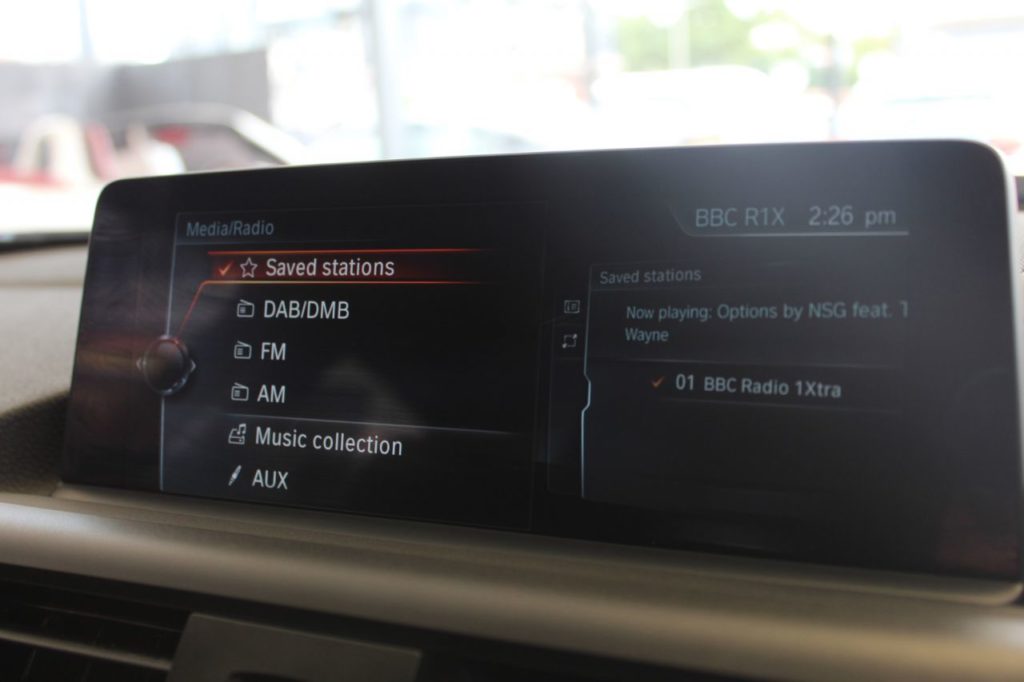 Media/Radio
Saved stations
DAB/DMB
FM
AM
Music collection
AUX
BBC R1X 2:26 pm
Saved stations
Now playing: Options by NSG feat. T
Wayne
01 BBC Radio 1Xtra